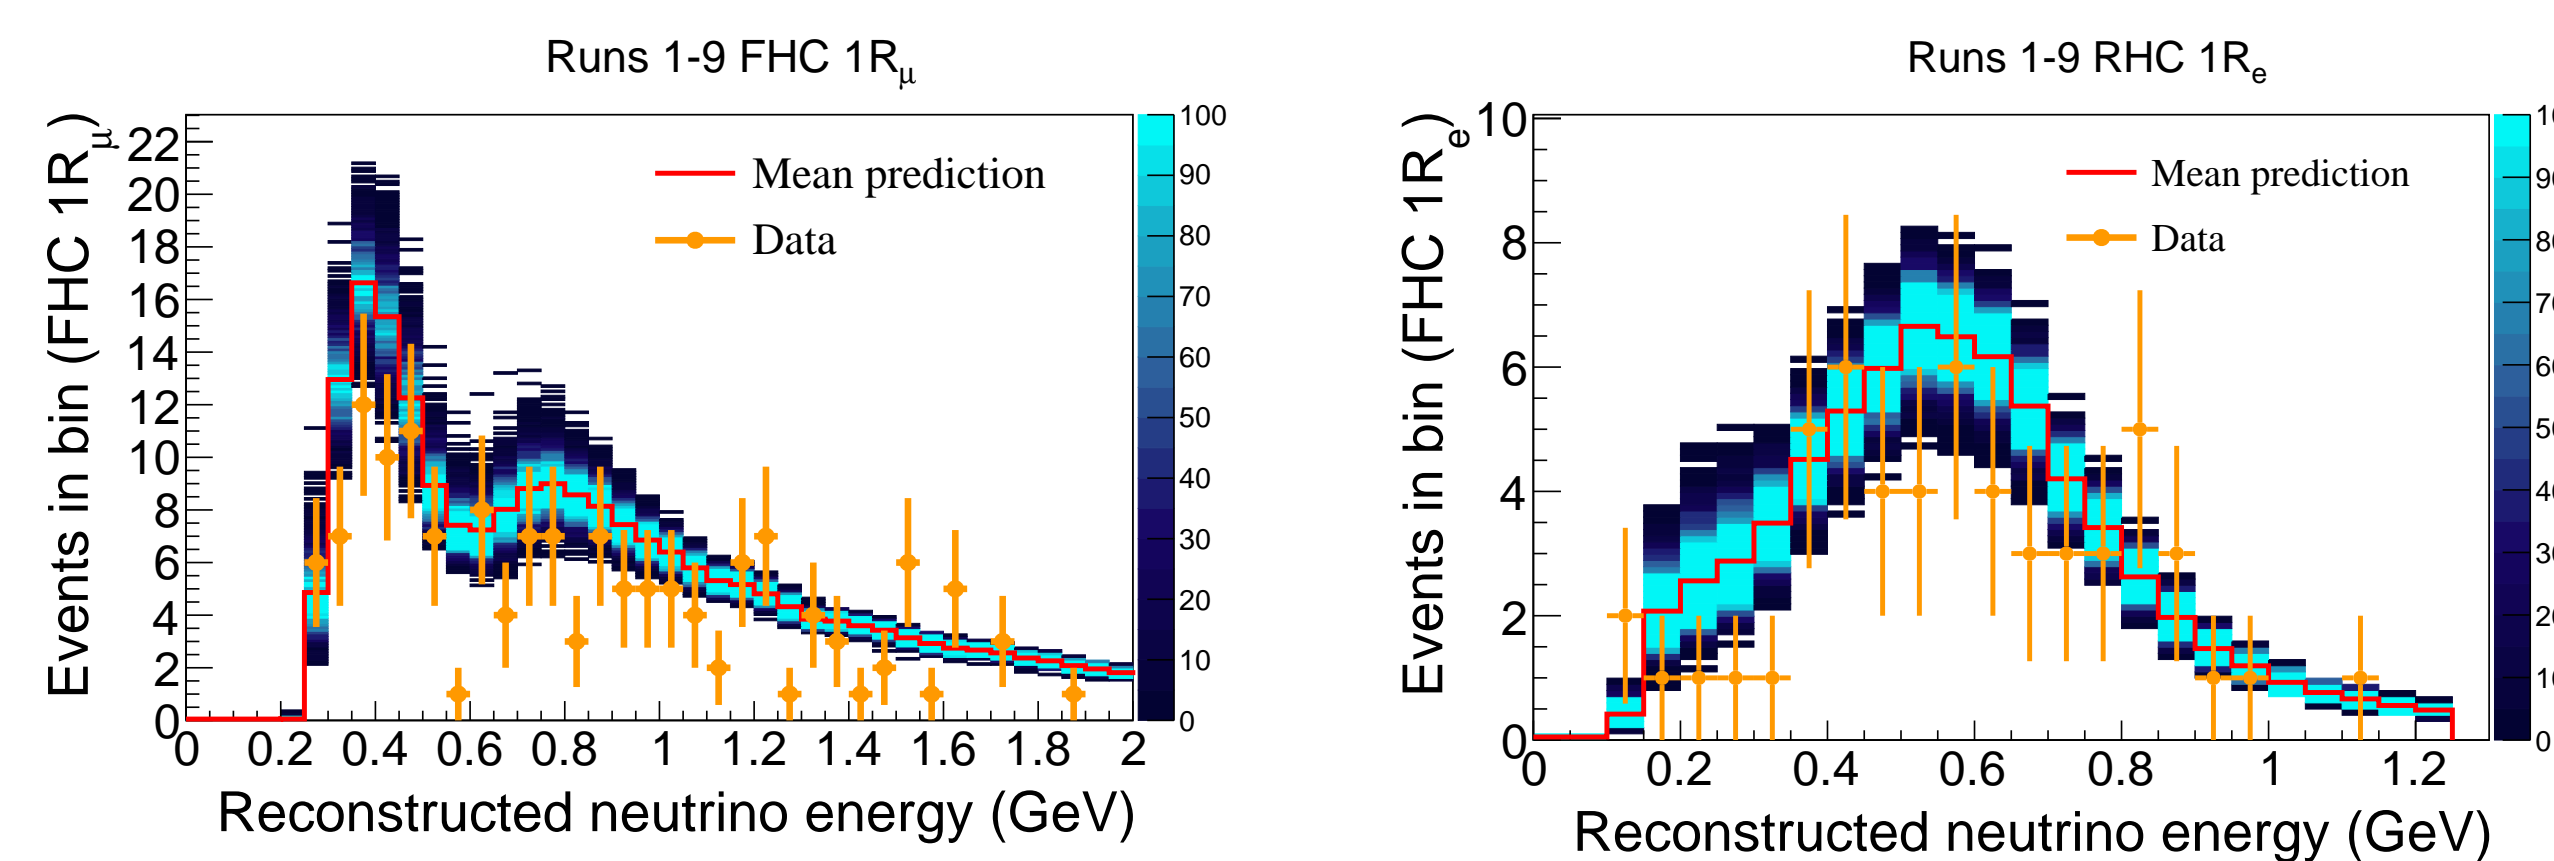 Runs 1-9 FHC 1Rμ
Events in bin (FHC 1Rμ)
22
20
18
16
14
12
10
8
6
4
2
0
Mean prediction
Data
100
90
80
70
60
50
40
30
20
10
0
0 0.2 0.4 0.6 0.8 1 1.2 1.4 1.6 1.8 2
Reconstructed neutrino energy (GeV)
Runs 1-9 RHC 1Re
Events in bin (FHC 1Re)
10
8
6
4
2
0
Mean prediction
Data
0
0 0.2 0.4 0.6 0.8 1 1.2
Reconstructed neutrino energy (GeV)